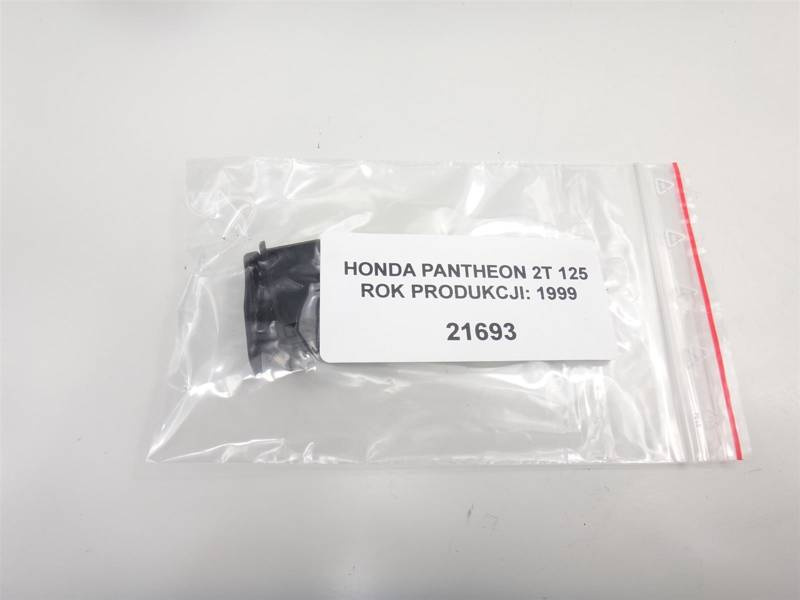 HONDA PANTHEON 2T 125
ROK PRODUKCJI: 1999
21693